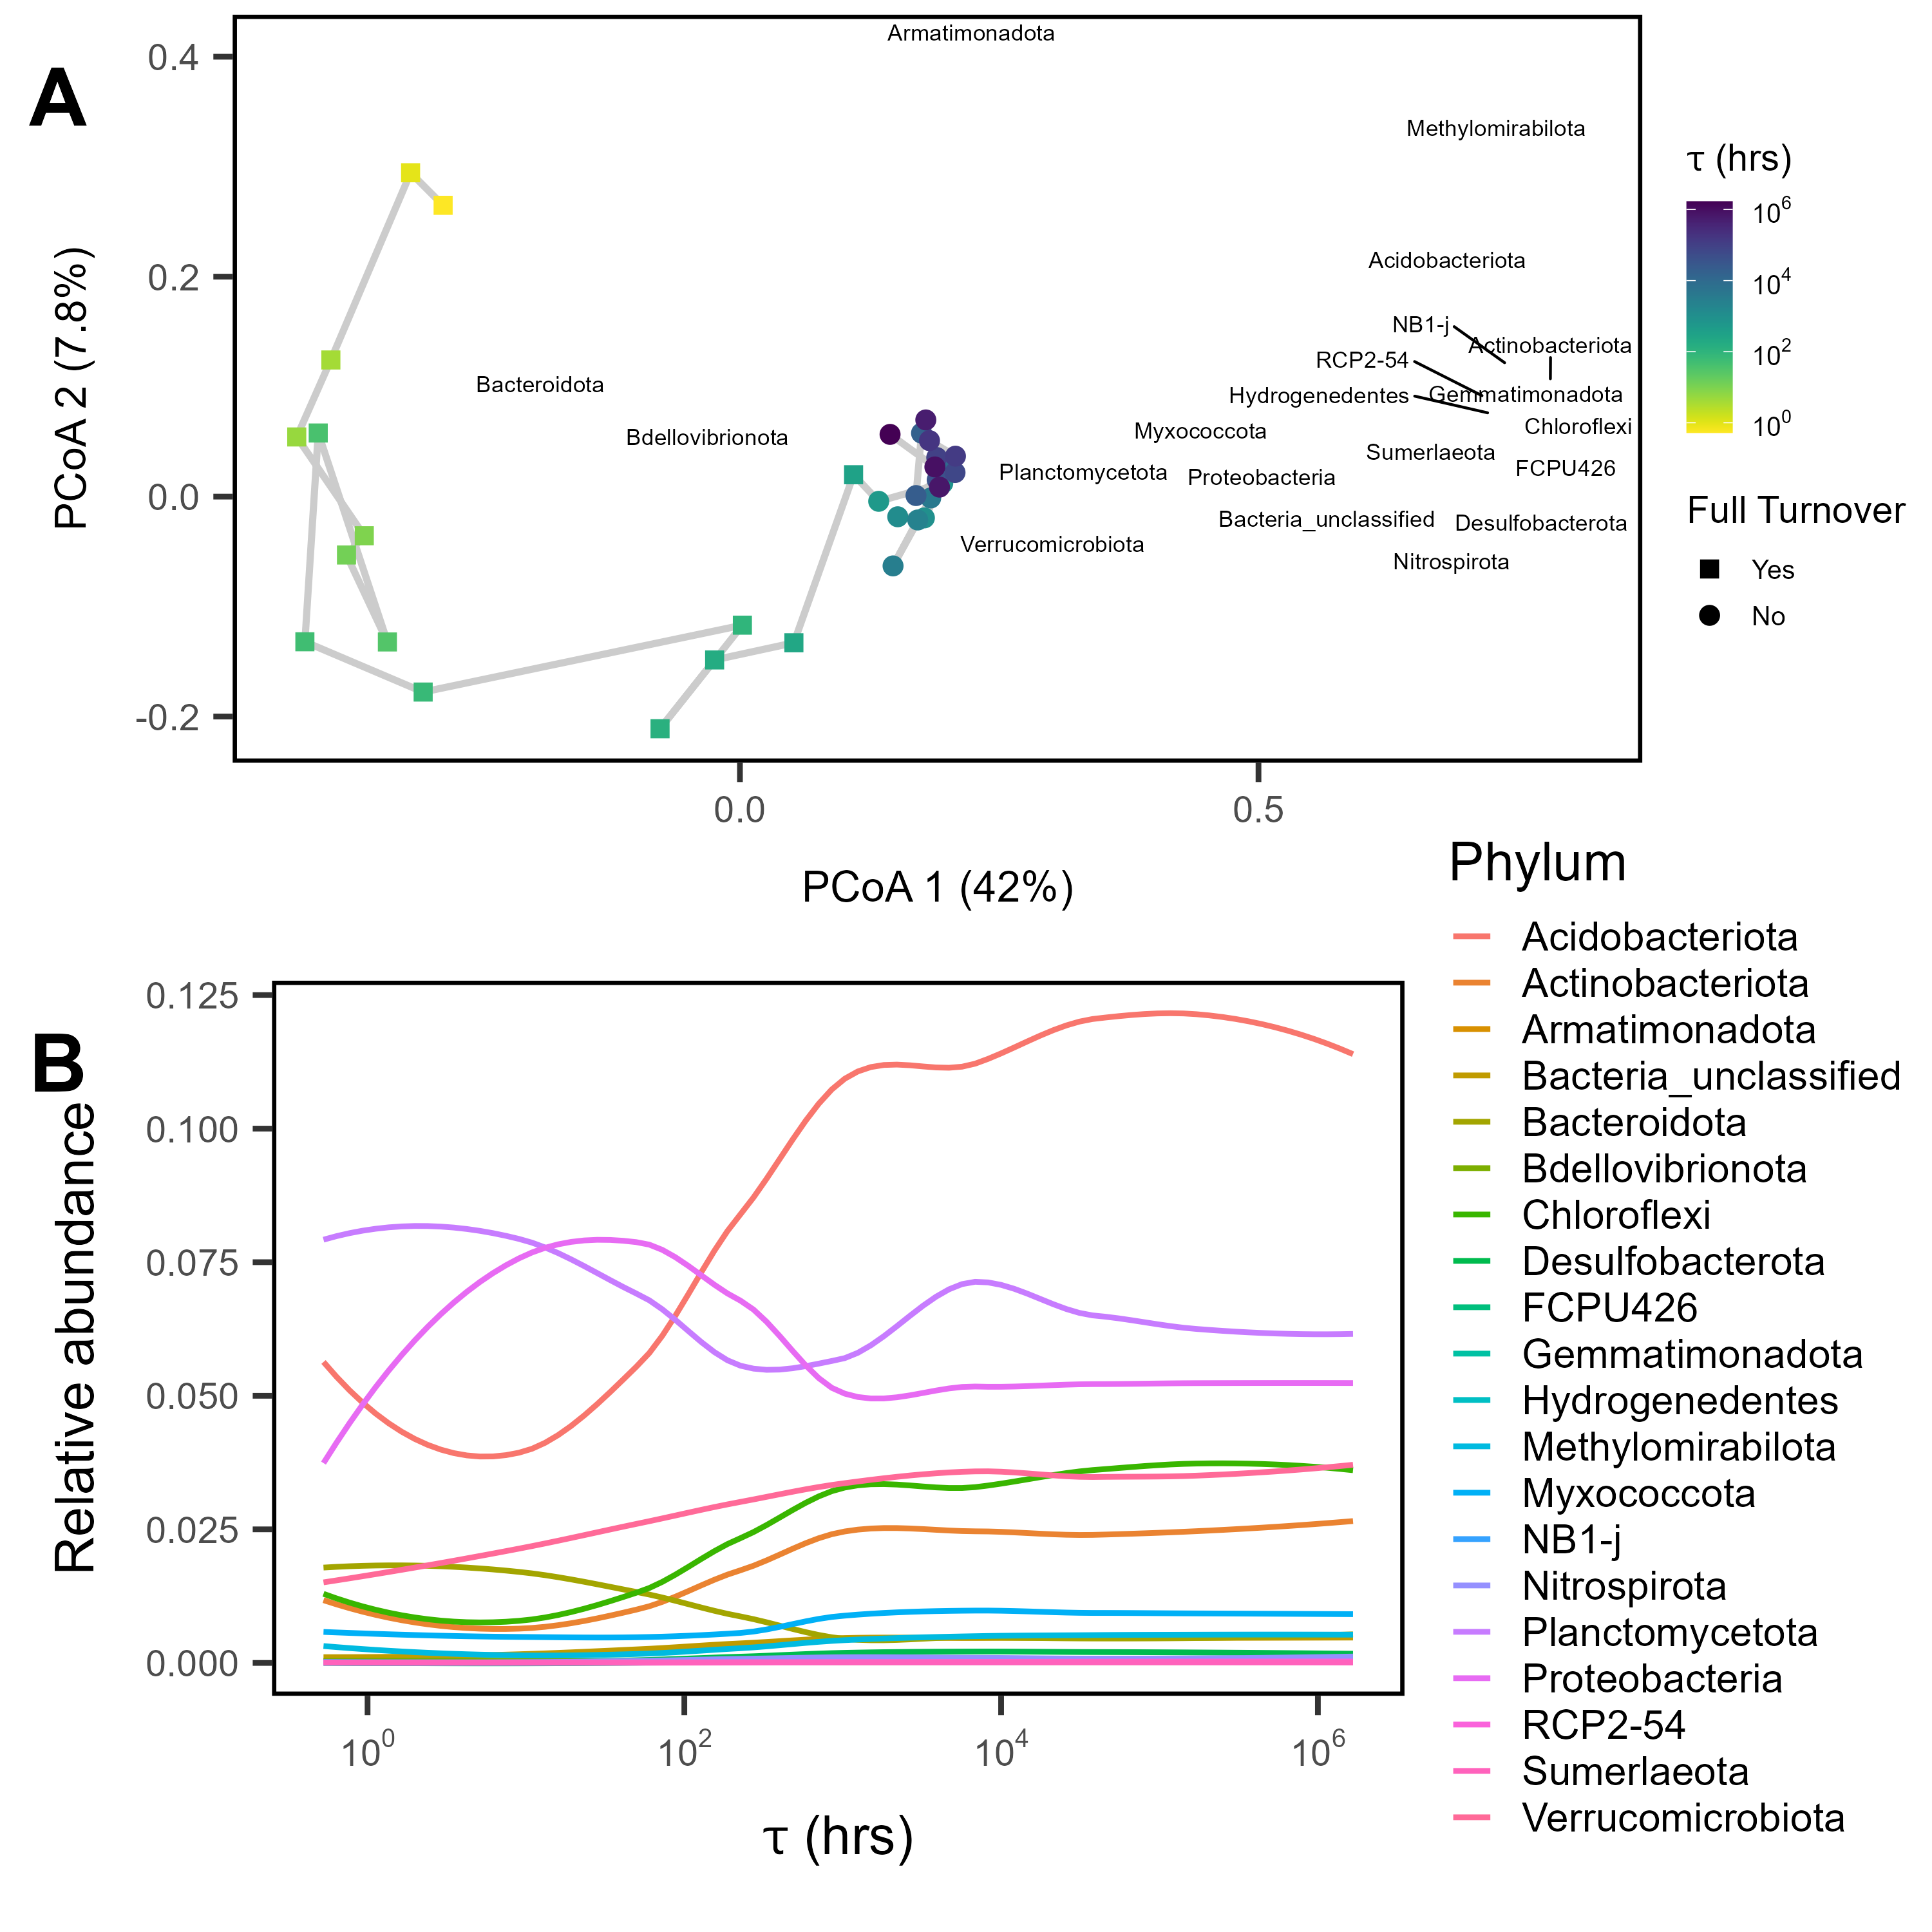 A
PCoA 2 (7.8%)
0.4
0.2
0.0
-0.2
Armatimonadota
Methylomirabilota
Acidobacteriota
NB1-j
Actinobacteriota
RCP2-54
Bacteroidota
Hydrogenedentes
Gemmatimonadota
Chloroflexi
Myxococcota
Bdellovibrionota
Sumerlaeota
FCPU426
Planctomycetota
Proteobacteria
Bacteria_unclassified
Desulfobacterota
Verrucomicrobiota
Nitrospirota
0.0
0.5
PCoA 1 (42%)
τ (hrs)
10^6
10^4
10^2
10^0
Full Turnover
Yes
No
B
Relative abundance
0.125
0.100
0.075
0.050
0.025
0.000
10^0
10^2
10^4
10^6
τ (hrs)
Phylum
Acidobacteriota
Actinobacteriota
Armatimonadota
Bacteria_unclassified
Bacteroidota
Bdellovibrionota
Chloroflexi
Desulfobacterota
FCPU426
Gemmatimonadota
Hydrogenedentes
Methylomirabilota
Myxococcota
NB1-j
Nitrospirota
Planctomycetota
Proteobacteria
RCP2-54
Sumerlaeota
Verrucomicrobiota